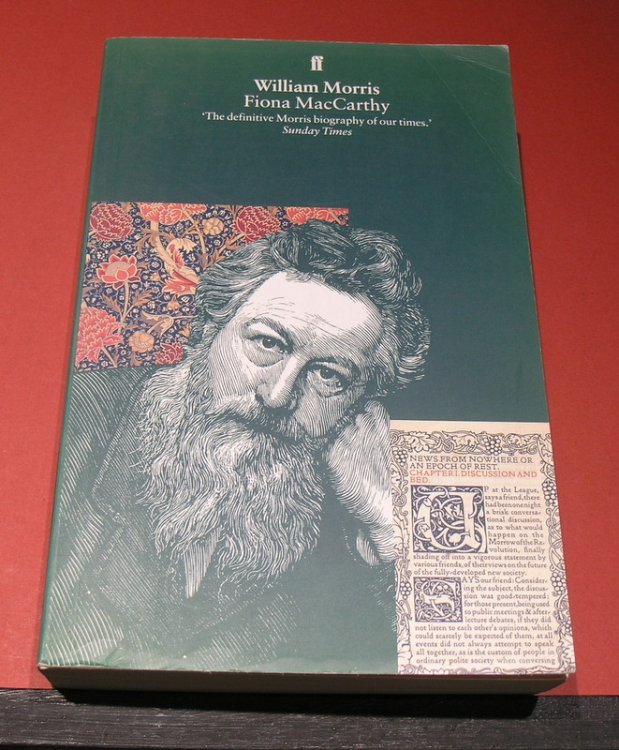 ff
William Morris
Fiona MacCarthy
‘The definitive Morris biography of our times.’
Sunday Times
NEWS FROM NOWHERE OR
AN EPOCH OF REST.
CHAPTER I. DISCUSSION AND
BED.
UP at the League,
says a friend, there
had been one night
a brisk conversa-
tional discussion,
as to what would
happen on the
Morrow of the Re-
volution, finally
shading off into a vigorous statement by
various friends, of their views on the future
of the fully-developed new society.
SAYS our friend: Consider-
ing the subject, the discus-
sion was good-tempered;
for those present, being used
to public meetings & after-
lecture debates, if they did
not listen to each other's opinions, which
could scarcely be expected of them, at all
events did not always attempt to speak
all together, as is the custom of people in
ordinary polite society when conversing